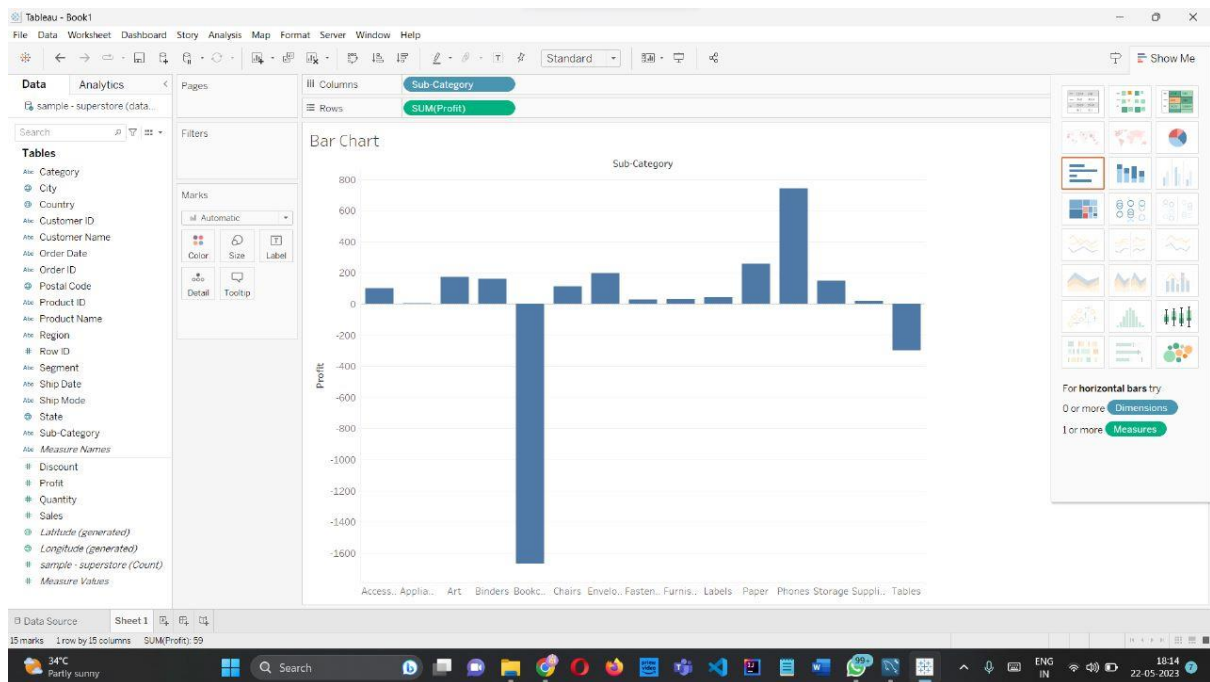 Tableau - Book1
File Data Worksheet Dashboard Story Analysis Map Format Server Window Help
Standard
Show Me
Data Analytics
Pages
Columns Sub-Category
sample - superstore (data...
Rows SUM(Profit)
Search
Filters
Tables
Category
City
Country
Customer ID
Customer Name
Order Date
Order ID
Postal Code
Product ID
Product Name
Region
Row ID
Segment
Ship Date
Ship Mode
State
Sub-Category
Measure Names
Discount
Profit
Quantity
Sales
Latitude (generated)
Longitude (generated)
sample - superstore (Count)
Measure Values
Marks
Automatic
Color Size Label
Detail Tooltip
Bar Chart
Sub-Category
800
600
400
200
0
-200
-400
-600
-800
-1000
-1200
-1400
-1600
Profit
Access.. Applia.. Art Binders Bookc.. Chairs Envelo.. Fasten.. Furnis.. Labels Paper Phones Storage Suppli.. Tables
For horizontal bars try
0 or more Dimensions
1 or more Measures
Data Source Sheet 1
15 marks 1 row by 15 columns SUM(Profit): 59
34°C
Partly sunny
Search
99+
ENG
IN
18:14
22-05-2023